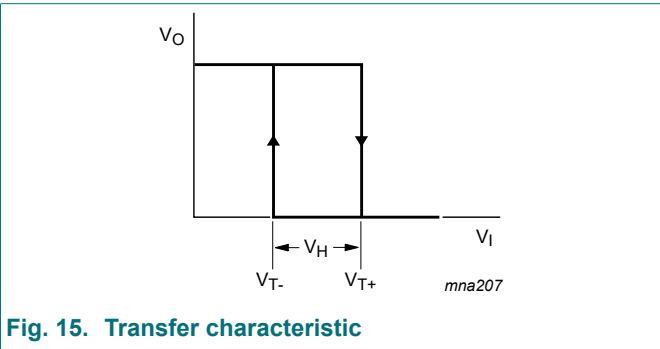 VO
VI
VH
VT-
VT+
mna207
Fig. 15. Transfer characteristic